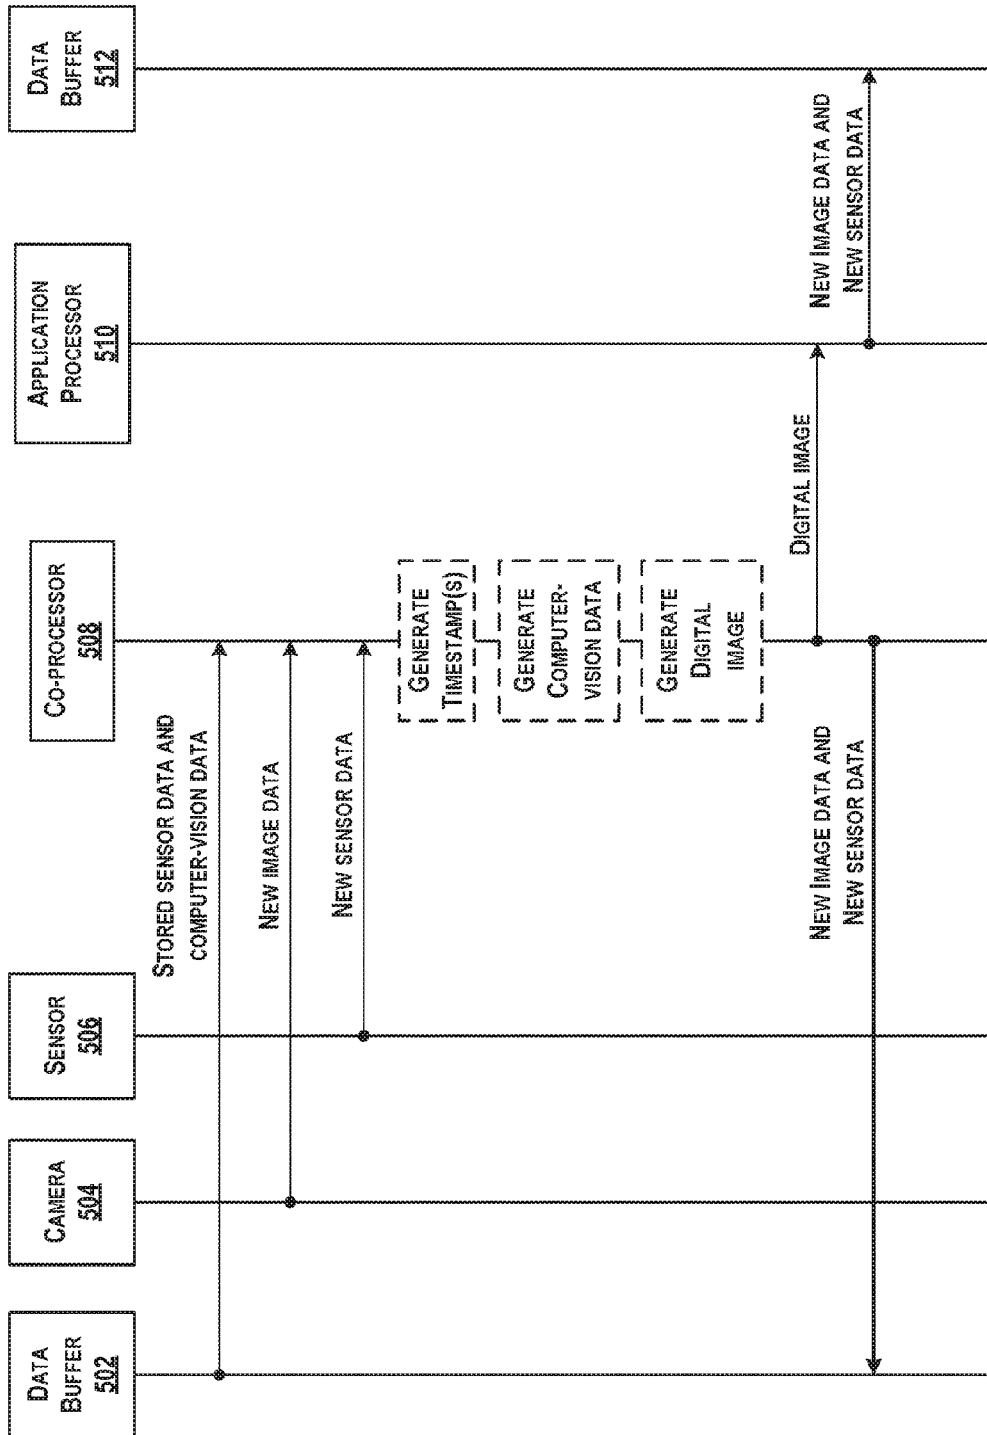 DATA
BUFFER
502
CAMERA
504
SENSOR
506
CO-PROCESSOR
508
APPLICATION
PROCESSOR
510
DATA
BUFFER
512
STORED SENSOR DATA AND
COMPUTER-VISION DATA
NEW IMAGE DATA
NEW SENSOR DATA
GENERATE
TIMESTAMP(S)
GENERATE
COMPUTER-
VISION DATA
GENERATE
DIGITAL
IMAGE
DIGITAL IMAGE
NEW IMAGE DATA AND
NEW SENSOR DATA
NEW IMAGE DATA AND
NEW SENSOR DATA